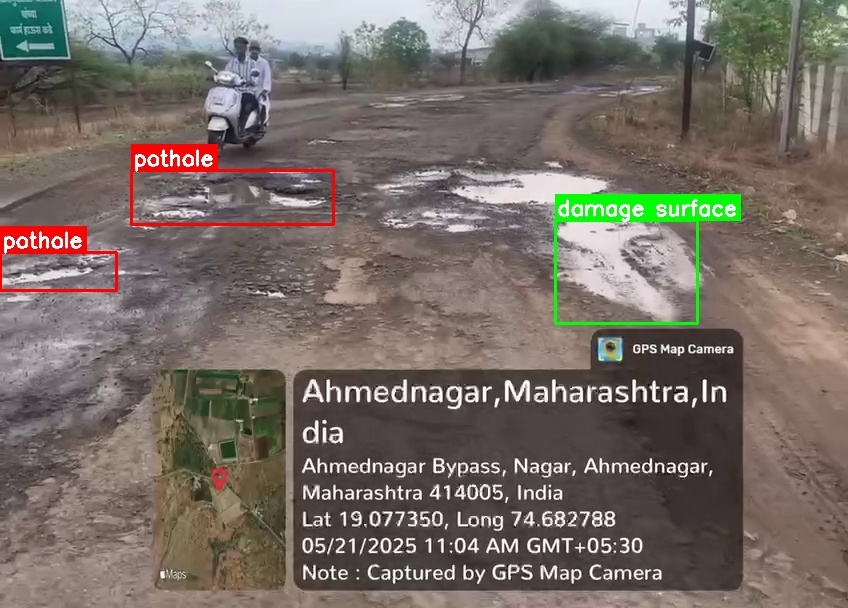 यांच्या
फार्म हाऊस कडे
pothole
pothole
damage surface
GPS Map Camera
Ahmednagar,Maharashtra,In
dia
Ahmednagar Bypass, Nagar, Ahmednagar,
Maharashtra 414005, India
Lat 19.077350, Long 74.682788
05/21/2025 11:04 AM GMT+05:30
Note : Captured by GPS Map Camera
Maps